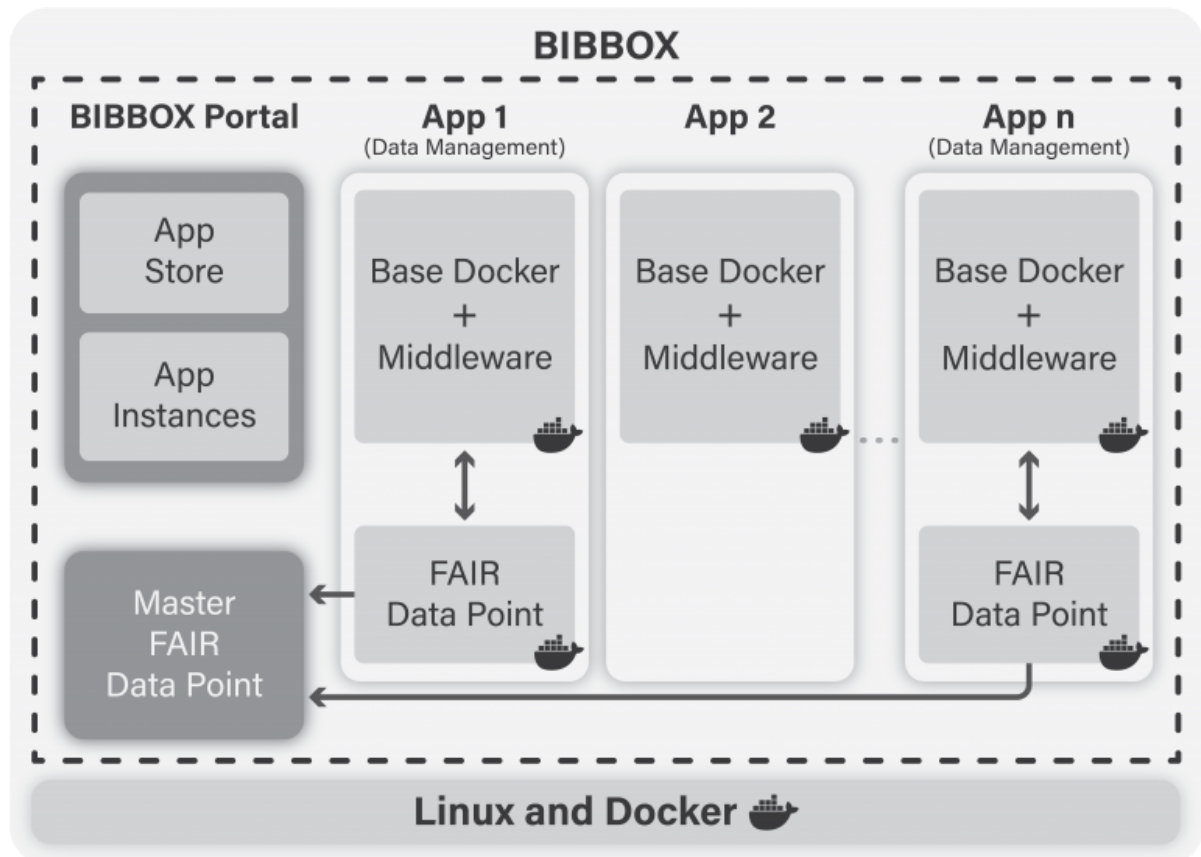 BIBBOX
BIBBOX Portal
App
Store
App
Instances
Master
FAIR
Data Point
App 1
(Data Management)
Base Docker
+
Middleware
FAIR
Data Point
App 2
Base Docker
+
Middleware
App n
(Data Management)
Base Docker
+
Middleware
FAIR
Data Point
Linux and Docker